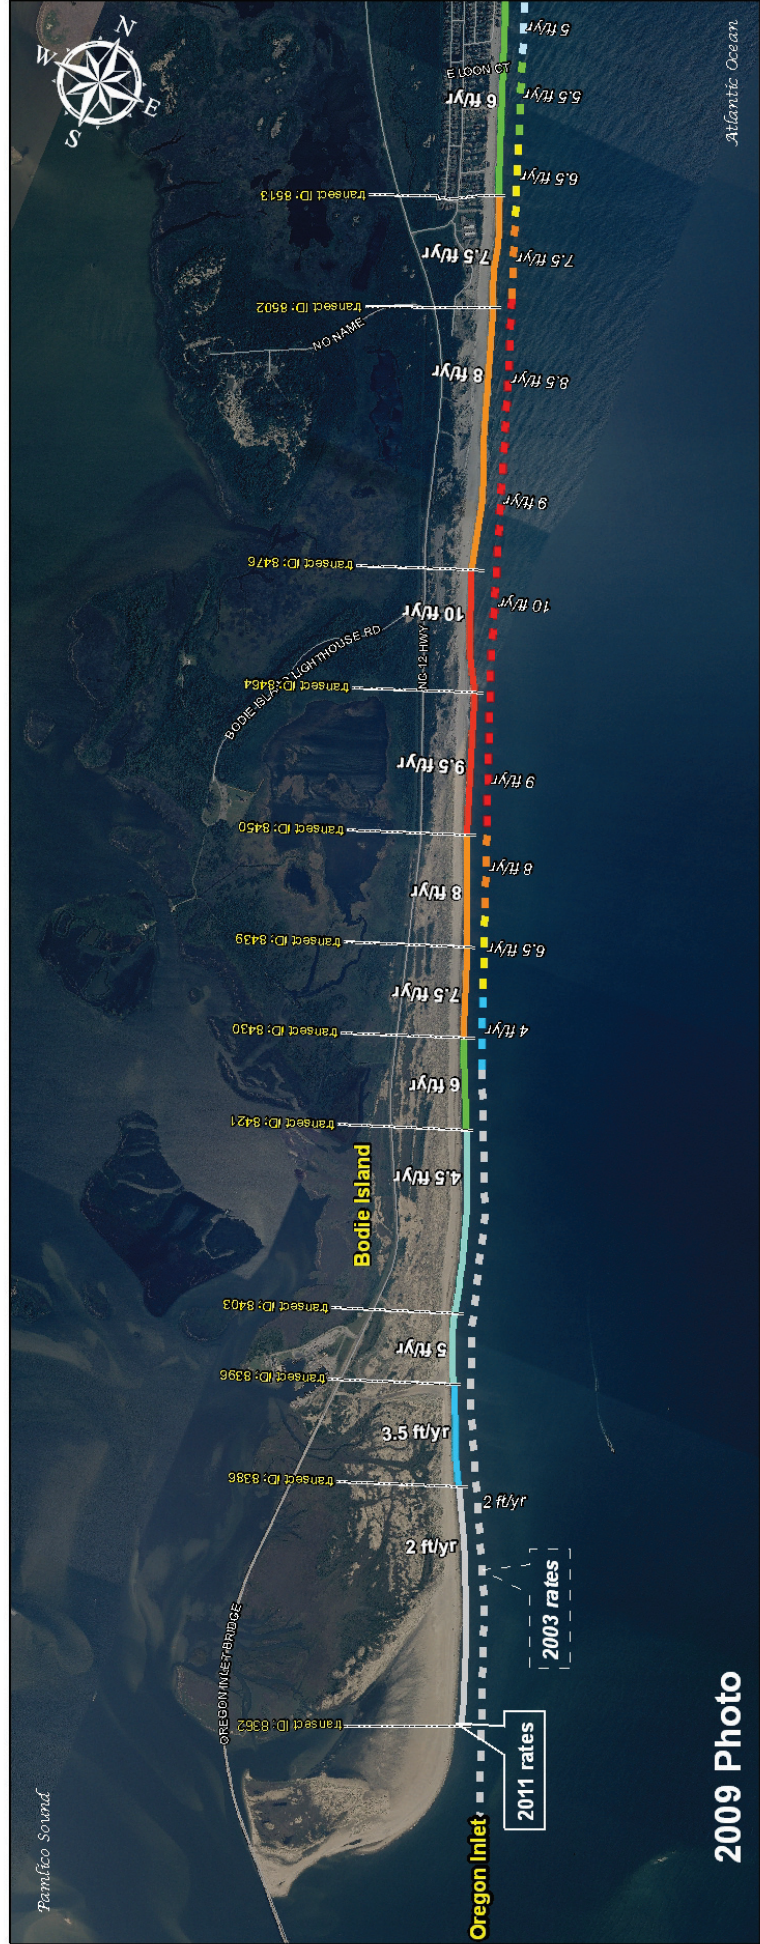 N
W
E
S
Atlantic Ocean
E LOON CT
5 ft/yr
6 ft/yr
5.5 ft/yr
6.5 ft/yr
transect ID: 8513
7.5 ft/yr
7.5 ft/yr
transect ID: 8502
NO NAME
8 ft/yr
8.5 ft/yr
9 ft/yr
transect ID: 8476
10 ft/yr
10 ft/yr
BODIE ISLAND LIGHTHOUSE RD
NC-12-HWY
transect ID: 8464
9.5 ft/yr
9 ft/yr
transect ID: 8450
8 ft/yr
8 ft/yr
transect ID: 8439
6.5 ft/yr
7.5 ft/yr
transect ID: 8430
4 ft/yr
6 ft/yr
transect ID: 8421
Bodie Island
4.5 ft/yr
transect ID: 8403
5 ft/yr
transect ID: 8396
3.5 ft/yr
transect ID: 8386
2 ft/yr
2 ft/yr
2003 rates
OREGON INLET BRIDGE
transect ID: 8362
2011 rates
2009 Photo
Pamlico Sound
Oregon Inlet